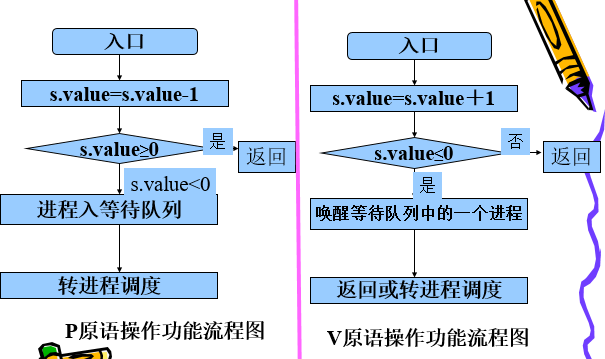 入口
s.value=s.value-1
s.value≥0
是
返回
s.value<0
进程入等待队列
转进程调度
P原语操作功能流程图
入口
s.value=s.value＋1
s.value≤0
否
返回
是
唤醒等待队列中的一个进程
返回或转进程调度
V原语操作功能流程图